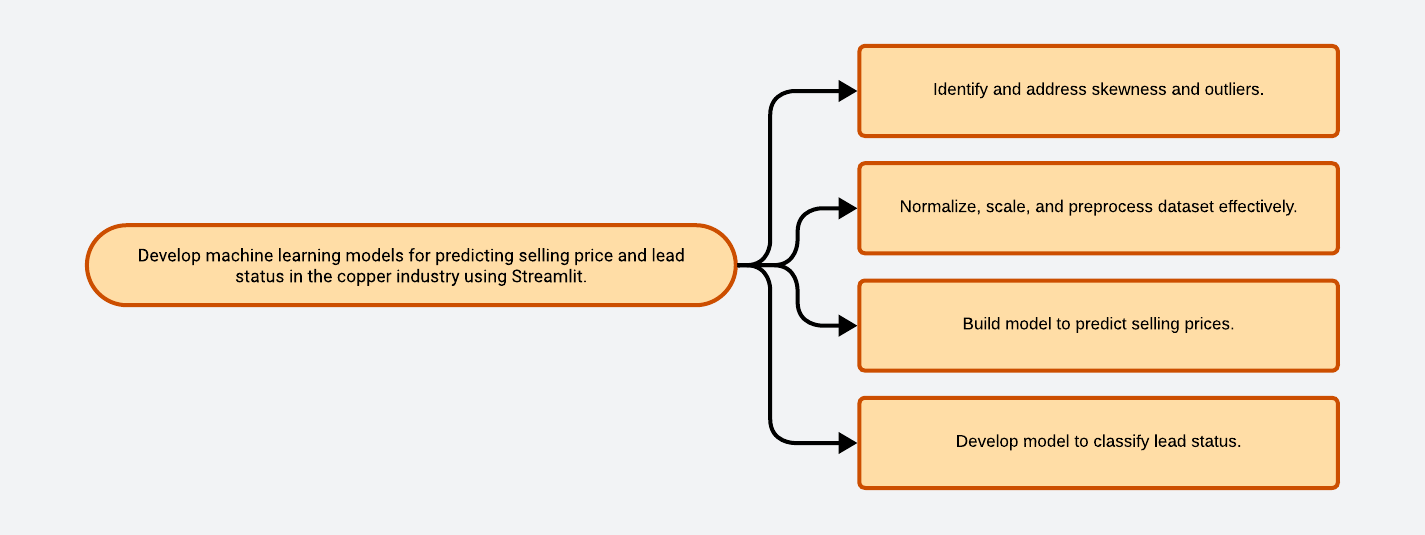 Develop machine learning models for predicting selling price and lead
status in the copper industry using Streamlit.
Identify and address skewness and outliers.
Normalize, scale, and preprocess dataset effectively.
Build model to predict selling prices.
Develop model to classify lead status.